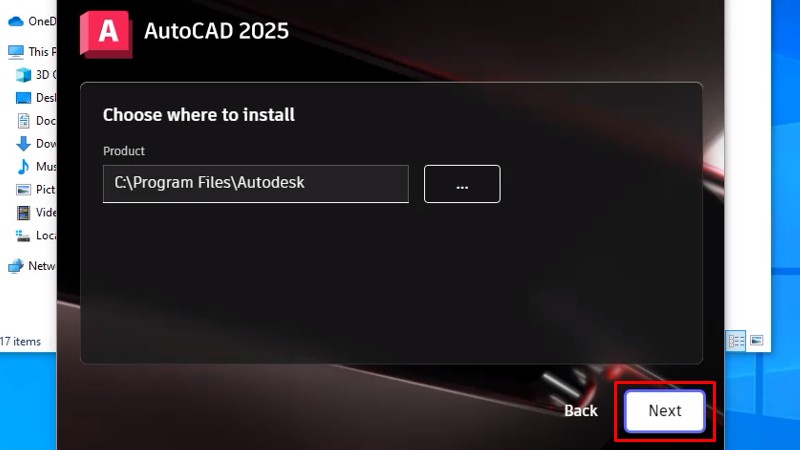 OneD
This P
3D O
Desk
Doc
Dow
Mus
Pict
Vide
Loca
Netw
17 items
A
AutoCAD 2025
Choose where to install
Product
C:\Program Files\Autodesk
...
Back
Next